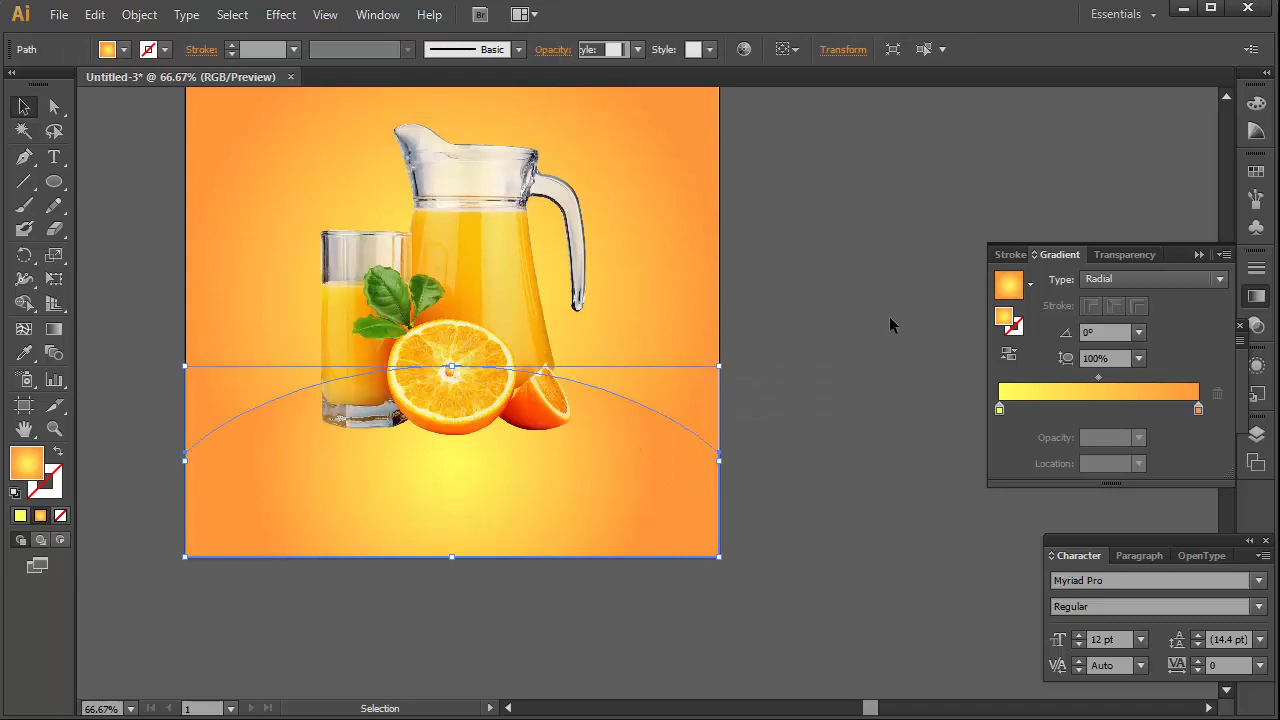 Ai File Edit Object Type Select Effect View Window Help Br Essentials
Path Stroke: Basic Opacity: yle: Style: Transform
Untitled-3* @ 66.67% (RGB/Preview)
Stroke Gradient Transparency
Type: Radial
Stroke:
0°
100%
Opacity:
Location:
Character Paragraph OpenType
Myriad Pro
Regular
12 pt (14.4 pt)
Auto 0
66.67% 1 Selection